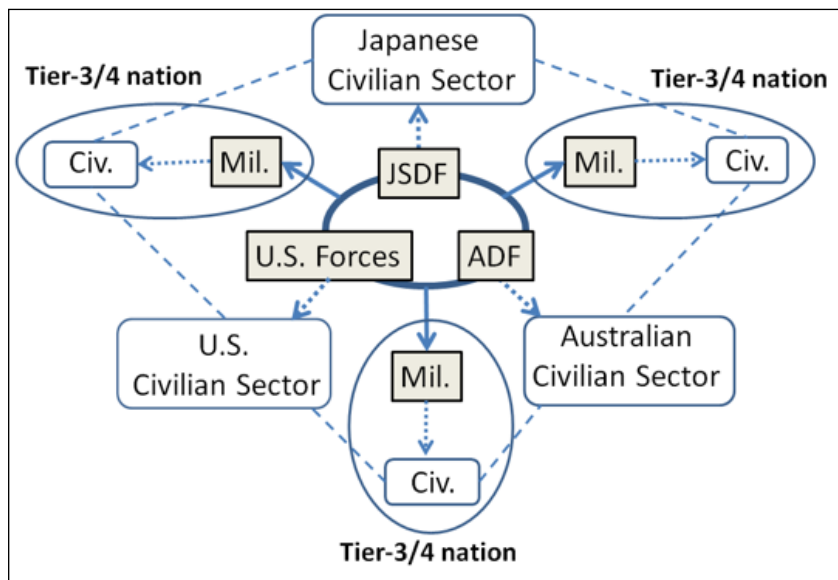 Japanese
Civilian Sector
Tier-3/4 nation
Tier-3/4 nation
Civ.
Mil.
JSDF
Mil.
Civ.
U.S. Forces
ADF
U.S.
Civilian Sector
Mil.
Australian
Civilian Sector
Civ.
Tier-3/4 nation